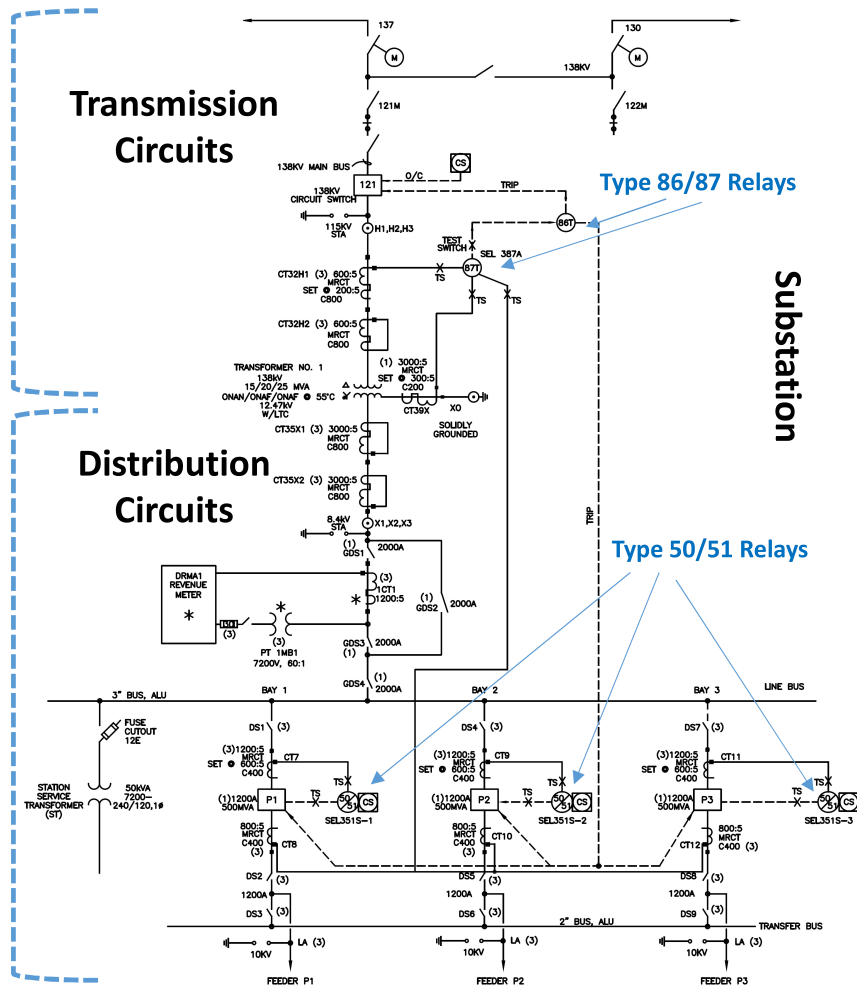 137
130
M
M
138KV
121M
122M
Transmission
Circuits
138KV MAIN BUS
CS
O/C
121
TRIP
138KV
CIRCUIT SWITCH
Type 86/87 Relays
86T
115KV
STA
H1,H2,H3
TEST
SWITCH
SEL 387A
87T
TS
TS
TS
CT32H1 (3) 600:5
MRCT
SET @ 200:5
C800
CT32H2 (3) 600:5
MRCT
C800
Substation
TRANSFORMER NO. 1
138kV
15/20/25 MVA
ONAN/ONAF/ONAF @ 55°C
12.47kV
W/LTC
(1) 3000:5
MRCT
SET @ 300:5
C200
CT39X
XO
SOLIDLY
GROUNDED
CT35X1 (3) 3000:5
MRCT
C800
Distribution
Circuits
CT35X2 (3) 3000:5
MRCT
C800
8.4kV
STA
X1,X2,X3
TRIP
(1)
GDS1
2000A
Type 50/51 Relays
DRMA1
REVENUE
METER
*
(3)
1CT1
1200:5
*
(1)
GDS2
2000A
*
(3)
(3)
PT 1MB1
7200V, 60:1
GDS3
(1)
2000A
(1)
GDS4
2000A
3" BUS, ALU
BAY 1
BAY 2
BAY 3
LINE BUS
FUSE
CUTOUT
12E
DS1 (3)
DS4 (3)
DS7 (3)
(3)1200:5
MRCT
SET @ 600:5
C400
CT7
(3)1200:5
MRCT
SET @ 600:5
C400
CT9
(3)1200:5
MRCT
SET @ 600:5
C400
CT11
STATION
SERVICE
TRANSFORMER
(ST)
50KVA
7200-
240/120,1ø
TS
TS
TS
TS
TS
TS
(1)1200A
500MVA
P1
50
51
CS
SEL351S-1
(1)1200A
500MVA
P2
50
51
CS
SEL351S-2
(1)1200A
500MVA
P3
50
51
CS
SEL351S-3
800:5
MRCT
C400
(3)
CT8
800:5
MRCT
C400
(3)
CT10
800:5
MRCT
C400 (3)
CT12
DS2 (3)
DS5 (3)
DS8 (3)
1200A
1200A
1200A
DS3 (3)
DS6 (3)
DS9 (3)
2" BUS, ALU
TRANSFER BUS
10KV
LA (3)
10KV
LA (3)
10KV
LA (3)
FEEDER P1
FEEDER P2
FEEDER P3